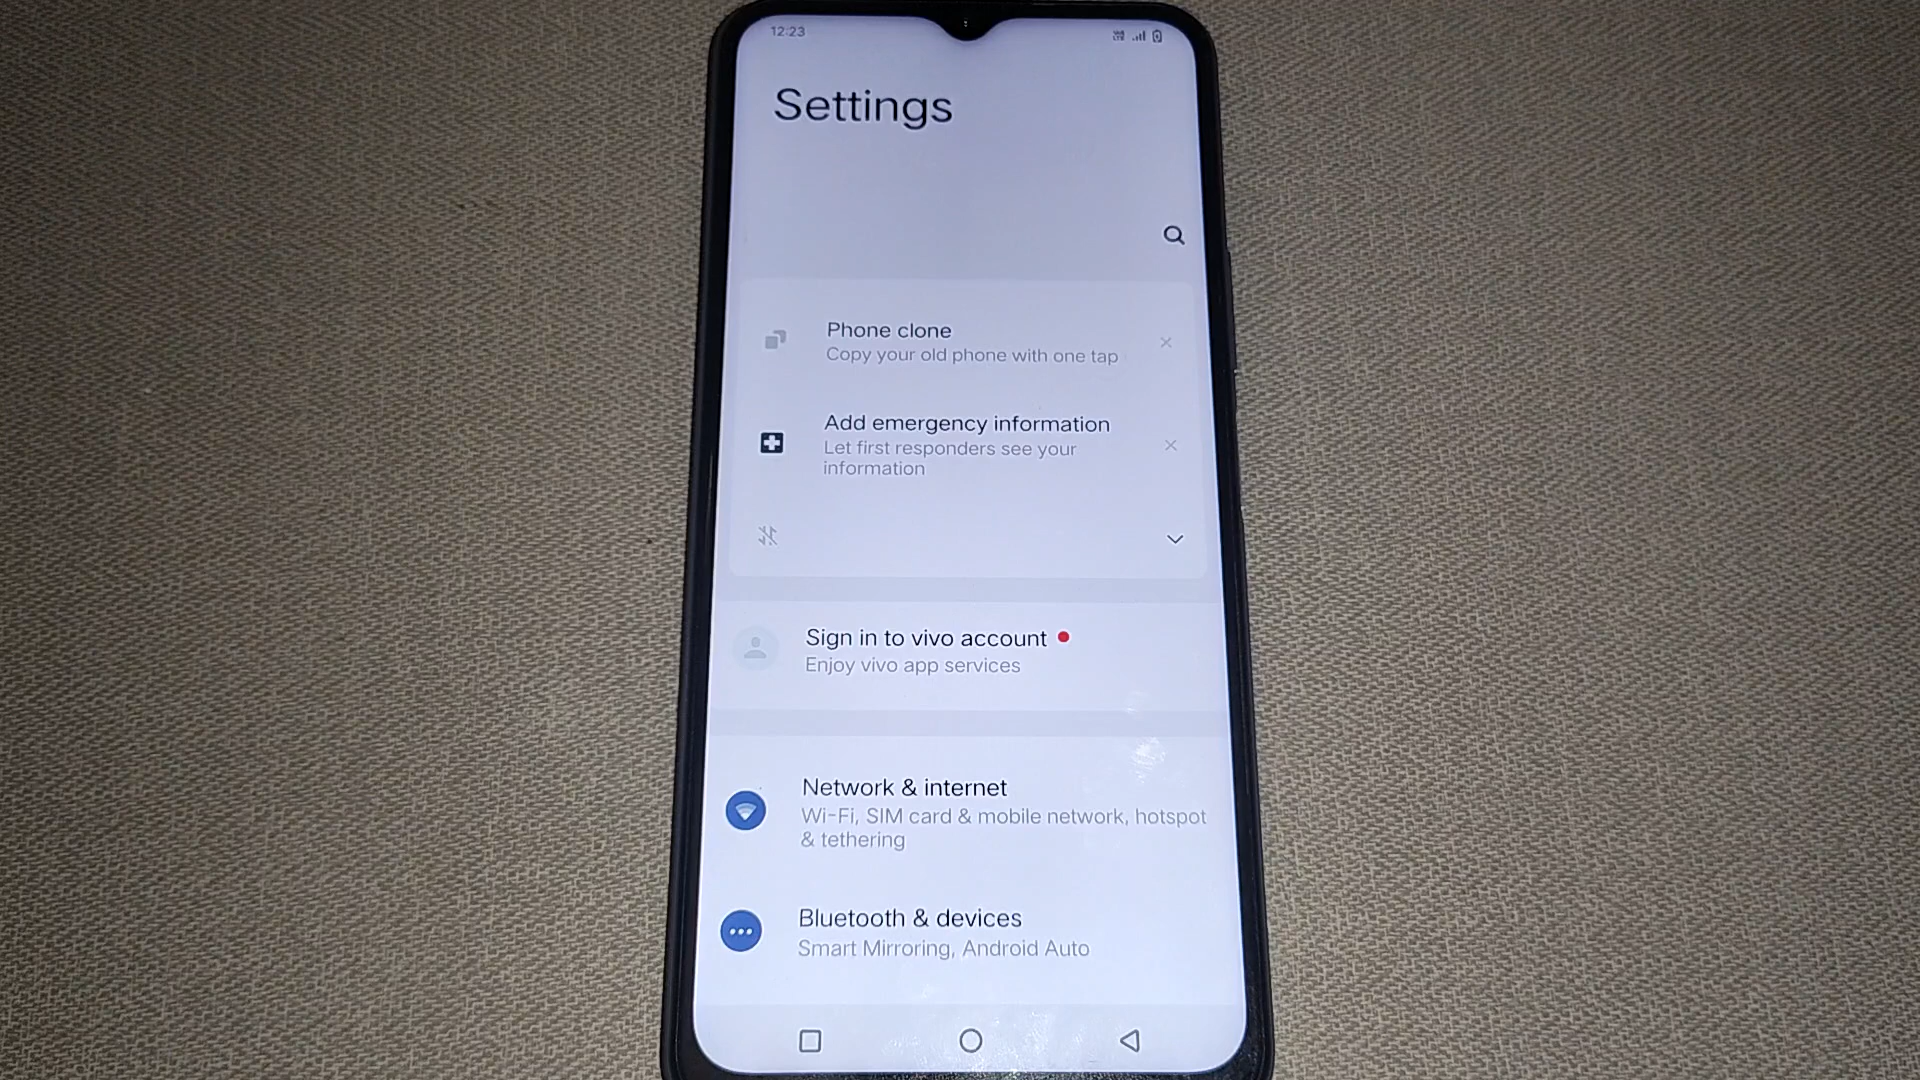 12:23
Settings
Phone clone
Copy your old phone with one tap
Add emergency information
Let first responders see your
information
Sign in to vivo account
Enjoy vivo app services
Network & internet
Wi-Fi, SIM card & mobile network, hotspot
& tethering
Bluetooth & devices
Smart Mirroring, Android Auto